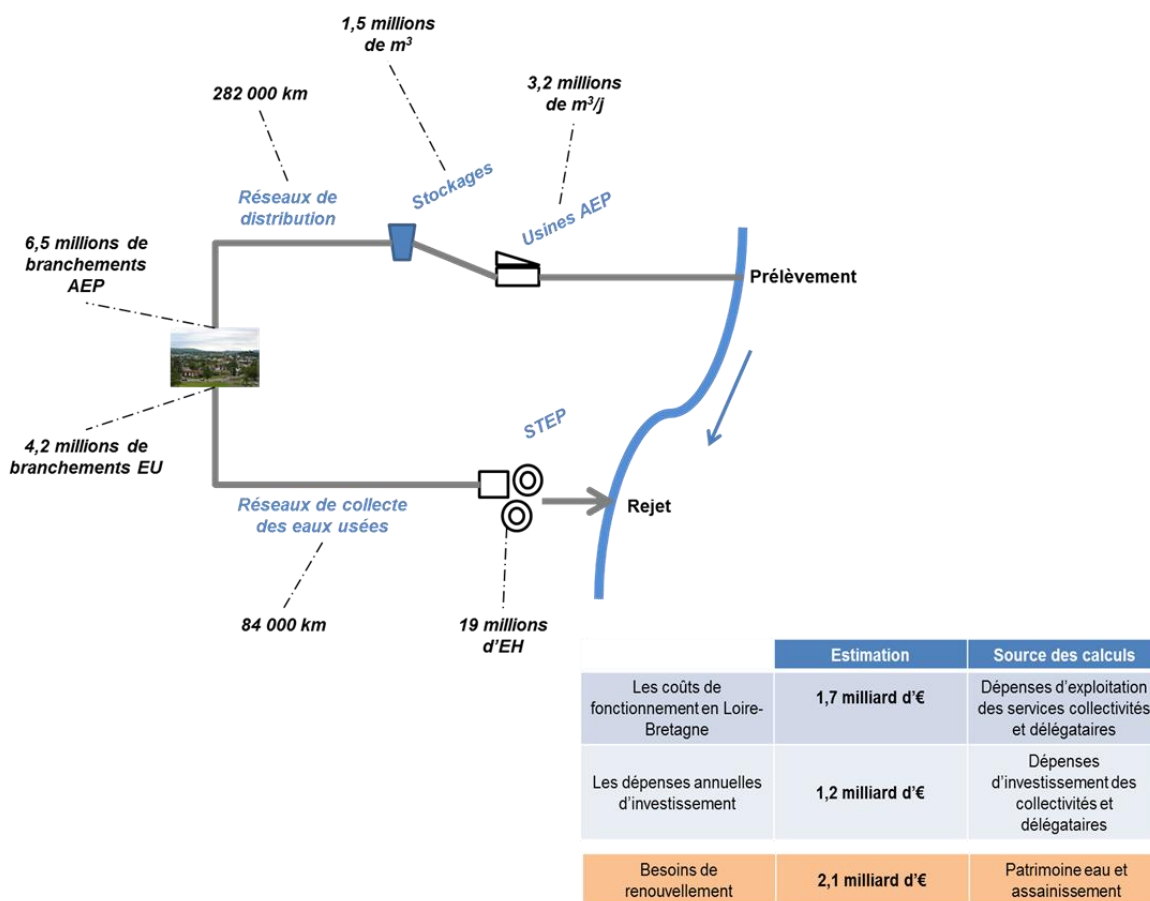 1,5 millions
de m³
3,2 millions
de m³/j
282 000 km
Stockages
Réseaux de
distribution
Usines AEP
6,5 millions de
branchements
AEP
Prélèvement
4,2 millions de
branchements EU
STEP
Réseaux de collecte
des eaux usées
Rejet
84 000 km
19 millions
d'EH
Estimation
Source des calculs
Les coûts de
fonctionnement en Loire-
Bretagne
1,7 milliard d'€
Dépenses d'exploitation
des services collectivités
et délégataires
Les dépenses annuelles
d'investissement
1,2 milliard d'€
Dépenses
d'investissement des
collectivités et
délégataires
Besoins de
renouvellement
2,1 milliard d'€
Patrimoine eau et
assainissement